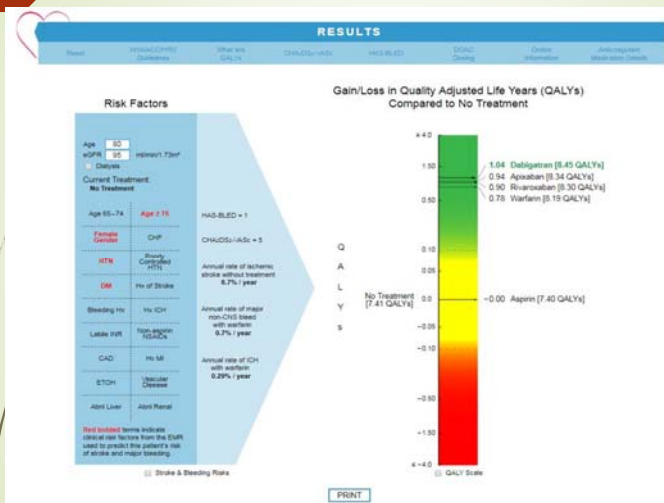 RESULTS
Reset
AHA/ACC/HRS
Guidelines
What are
QALYs
CHA₂DS₂-VASc
HAS-BLED
DOAC
Dosing
Online
Information
Anticoagulant
Medication Details
Risk Factors
Age 80
eGFR 95 ml/min/1.73m²
Dialysis
Current Treatment:
No Treatment
Age 65-74
Age ≥ 75
Female
Gender
CHF
HTN
Poorly
Controlled
HTN
DM
Hx of Stroke
Bleeding Hx
Hx ICH
Labile INR
Non-aspirin
NSAIDs
CAD
Hx MI
ETOH
Vascular
Disease
Abnl Liver
Abnl Renal
Red bolded terms indicate
clinical risk factors from the EMR
used to predict this patient's risk
of stroke and major bleeding.
HAS-BLED = 1
CHA₂DS₂-VASc = 5
Annual rate of ischemic
stroke without treatment
6.7% / year
Annual rate of major
non-CNS bleed
with warfarin
0.7% / year
Annual rate of ICH
with warfarin
0.29% / year
Stroke & Bleeding Risks
Gain/Loss in Quality Adjusted Life Years (QALYs)
Compared to No Treatment
Q
A
L
Y
s
≥ 4.0
1.50
0.50
0.10
0.05
0.0
−0.05
−0.10
−0.50
−1.50
≤ −4.0
1.04 Dabigatran [8.45 QALYs]
0.94 Apixaban [8.34 QALYs]
0.90 Rivaroxaban [8.30 QALYs]
0.78 Warfarin [8.19 QALYs]
No Treatment
[7.41 QALYs]
−0.00 Aspirin [7.40 QALYs]
QALY Scale
PRINT